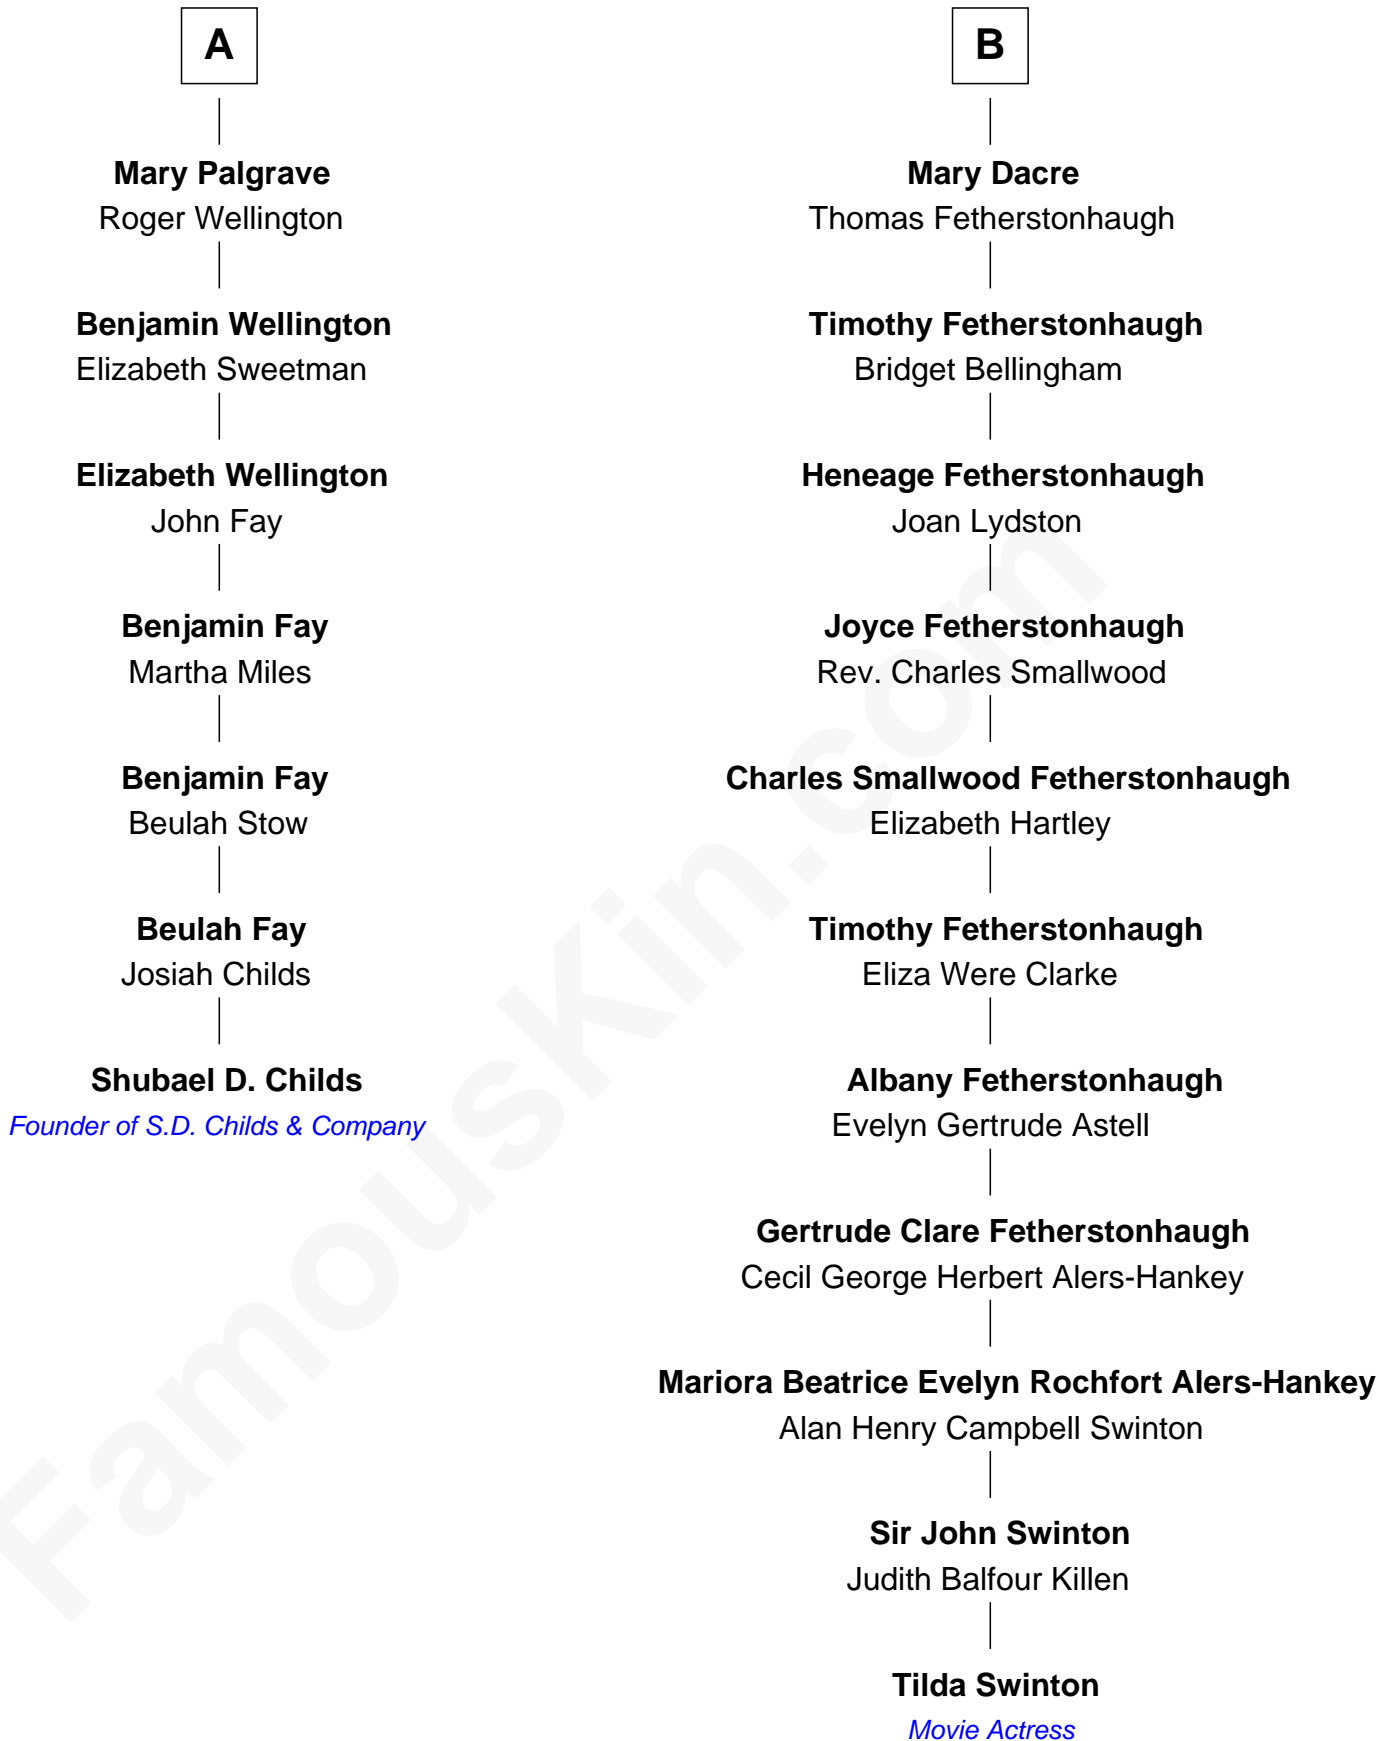 A
Mary Palgrave
Roger Wellington
Benjamin Wellington
Elizabeth Sweetman
Elizabeth Wellington
John Fay
Benjamin Fay
Martha Miles
Benjamin Fay
Beulah Stow
Beulah Fay
Josiah Childs
Shubael D. Childs
Founder of S.D. Childs & Company
B
Mary Dacre
Thomas Fetherstonhaugh
Timothy Fetherstonhaugh
Bridget Bellingham
Heneage Fetherstonhaugh
Joan Lydston
Joyce Fetherstonhaugh
Rev. Charles Smallwood
Charles Smallwood Fetherstonhaugh
Elizabeth Hartley
Timothy Fetherstonhaugh
Eliza Were Clarke
Albany Fetherstonhaugh
Evelyn Gertrude Astell
Gertrude Clare Fetherstonhaugh
Cecil George Herbert Alers-Hankey
Mariora Beatrice Evelyn Rochfort Alers-Hankey
Alan Henry Campbell Swinton
Sir John Swinton
Judith Balfour Killen
Tilda Swinton
Movie Actress
FamousKin.com